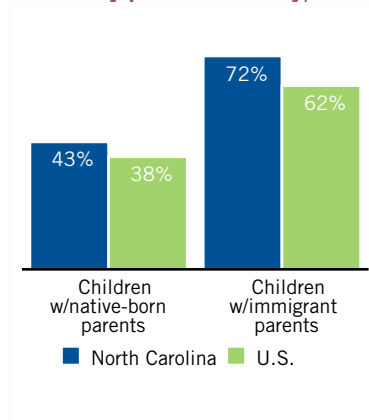 72%
62%
43%
38%
Children
w/native-born
parents
Children
w/immigrant
parents
North Carolina
U.S.